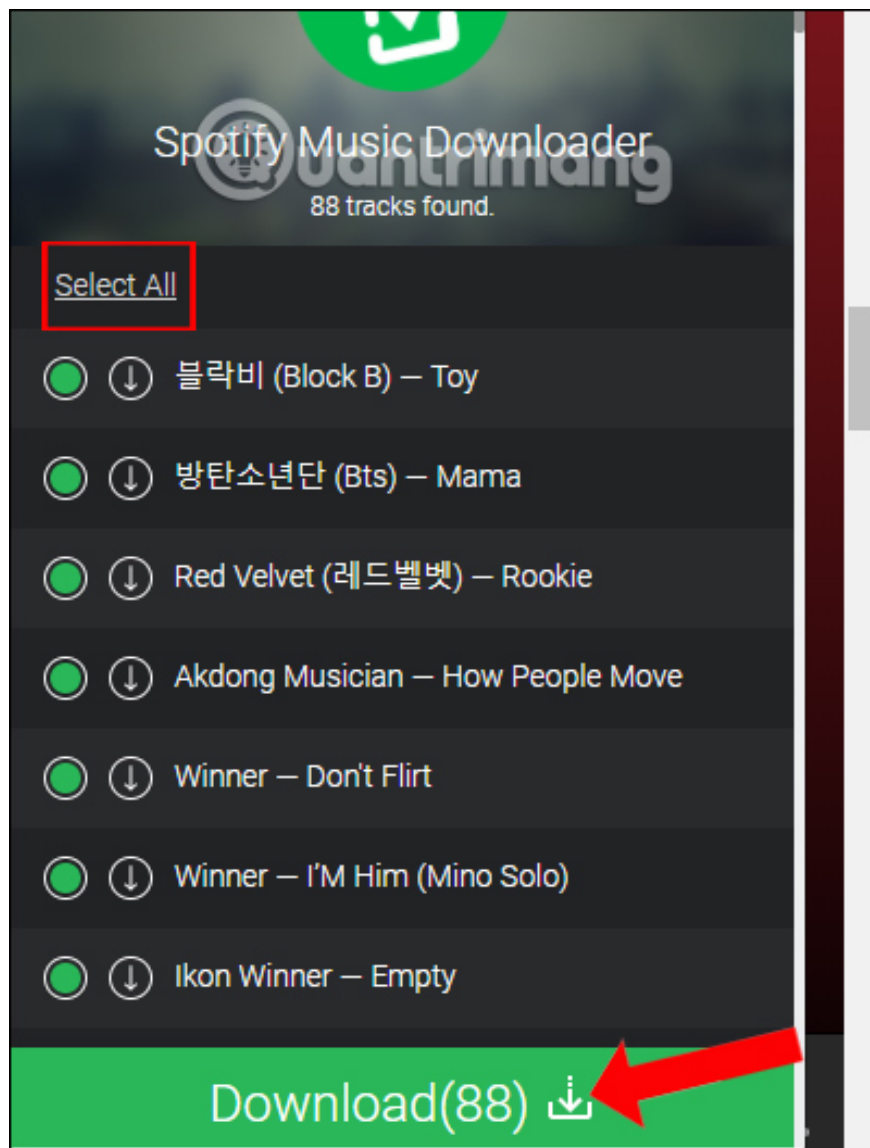 Spotify Music Downloader
Quantrimang
88 tracks found.
Select All
블락비 (Block B) — Toy
방탄소년단 (Bts) — Mama
Red Velvet (레드벨벳) — Rookie
Akdong Musician — How People Move
Winner — Don't Flirt
Winner — I'M Him (Mino Solo)
Ikon Winner — Empty
Download(88)